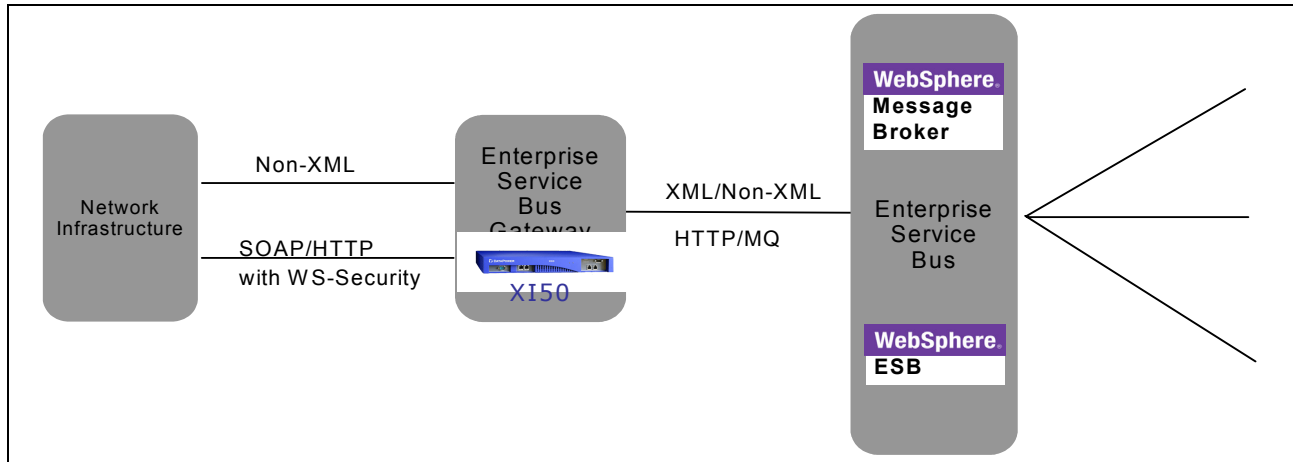 Network
Infrastructure
Non-XML
SOAP/HTTP
with WS-Security
Enterprise
Service
Bus
Gateway
XI50
XML/Non-XML
HTTP/MQ
WebSphere®
Message
Broker
Enterprise
Service
Bus
WebSphere®
ESB